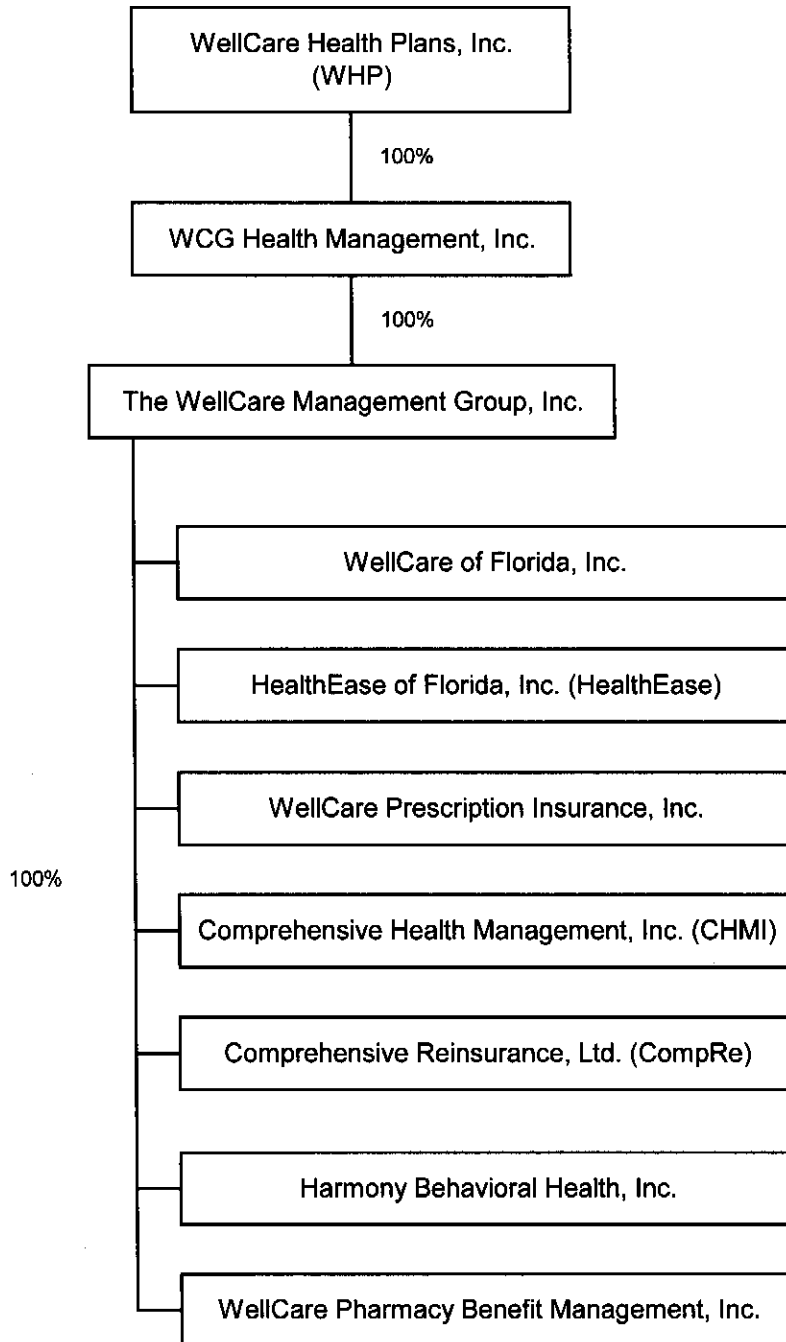 WellCare Health Plans, Inc.
(WHP)
100%
WCG Health Management, Inc.
100%
The WellCare Management Group, Inc.
WellCare of Florida, Inc.
HealthEase of Florida, Inc. (HealthEase)
WellCare Prescription Insurance, Inc.
100%
Comprehensive Health Management, Inc. (CHMI)
Comprehensive Reinsurance, Ltd. (CompRe)
Harmony Behavioral Health, Inc.
WellCare Pharmacy Benefit Management, Inc.